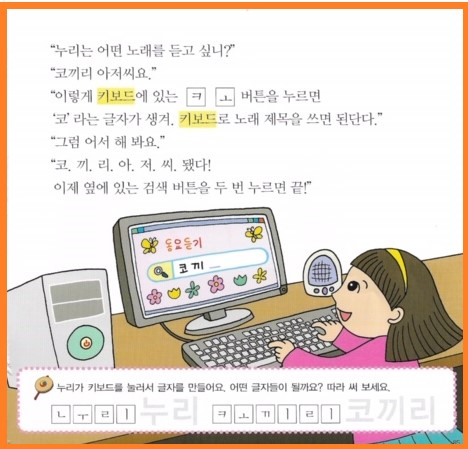 “누리는 어떤 노래를 듣고 싶니?”
“코끼리 아저씨요.”
“이렇게 키보드에 있는 ㅋ ㅗ 버튼을 누르면
‘코’ 라는 글자가 생겨. 키보드로 노래 제목을 쓰면 된단다.”
“그럼 어서 해 봐요.”
“코. 끼. 리. 아. 저. 씨. 됐다!
이제 옆에 있는 검색 버튼을 두 번 누르면 끝!”
동요듣기
코 끼
누리가 키보드를 눌러서 글자를 만들어요. 어떤 글자들이 될까요? 따라 써 보세요.
ㄴ ㅜ ㄹ ㅣ 누리 ㅋ ㅗ ㄲ ㅣ ㄹ ㅣ 코끼리